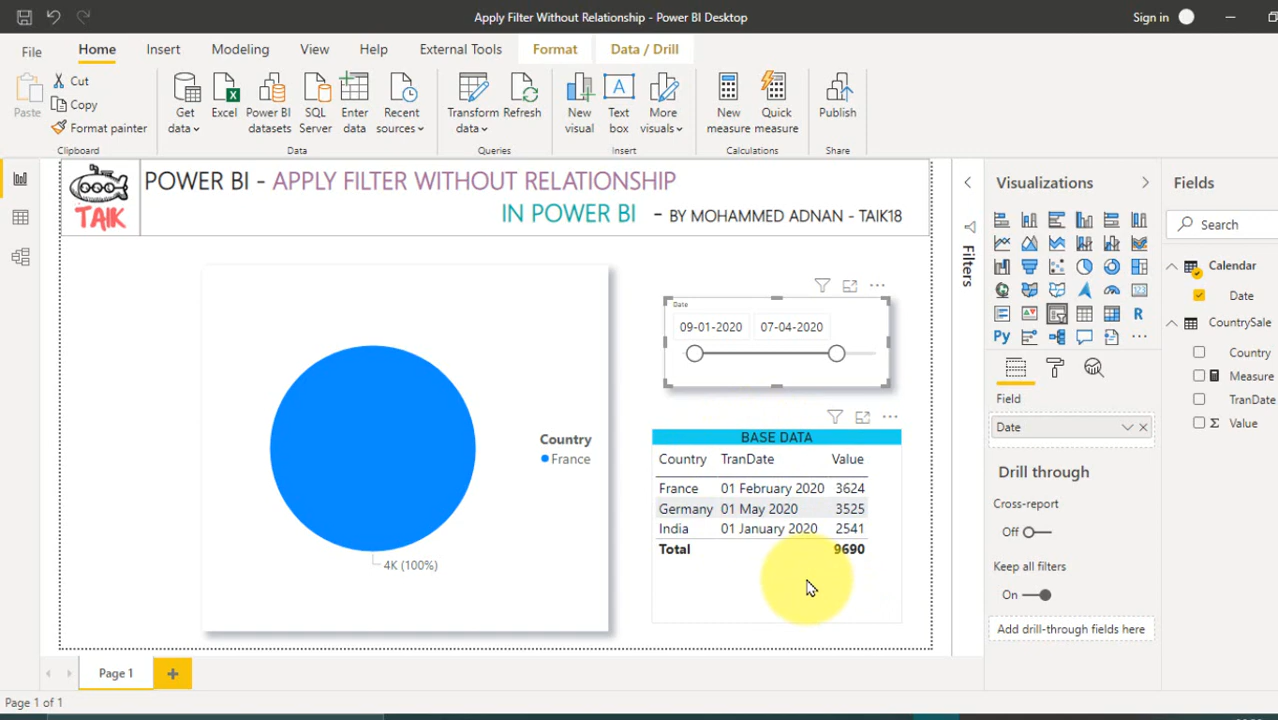 Apply Filter Without Relationship - Power BI Desktop
Sign in
File Home Insert Modeling View Help External Tools Format Data / Drill
Paste
Cut
Copy
Format painter
Clipboard
Get data
Excel
Power BI datasets
SQL Server
Enter data
Recent sources
Data
Transform data
Refresh
Queries
New visual
Text box
More visuals
Insert
New measure
Quick measure
Calculations
Publish
Share
TAIK
POWER BI - APPLY FILTER WITHOUT RELATIONSHIP
IN POWER BI - BY MOHAMMED ADNAN - TAIK18
Country
France
4K (100%)
Date
09-01-2020 07-04-2020
BASE DATA
Country TranDate Value
France 01 February 2020 3624
Germany 01 May 2020 3525
India 01 January 2020 2541
Total 9690
Filters
Visualizations
R
Py
Field
Date
Drill through
Cross-report
Off
Keep all filters
On
Add drill-through fields here
Fields
Search
Calendar
Date
CountrySale
Country
Measure
TranDate
Σ Value
Page 1
Page 1 of 1